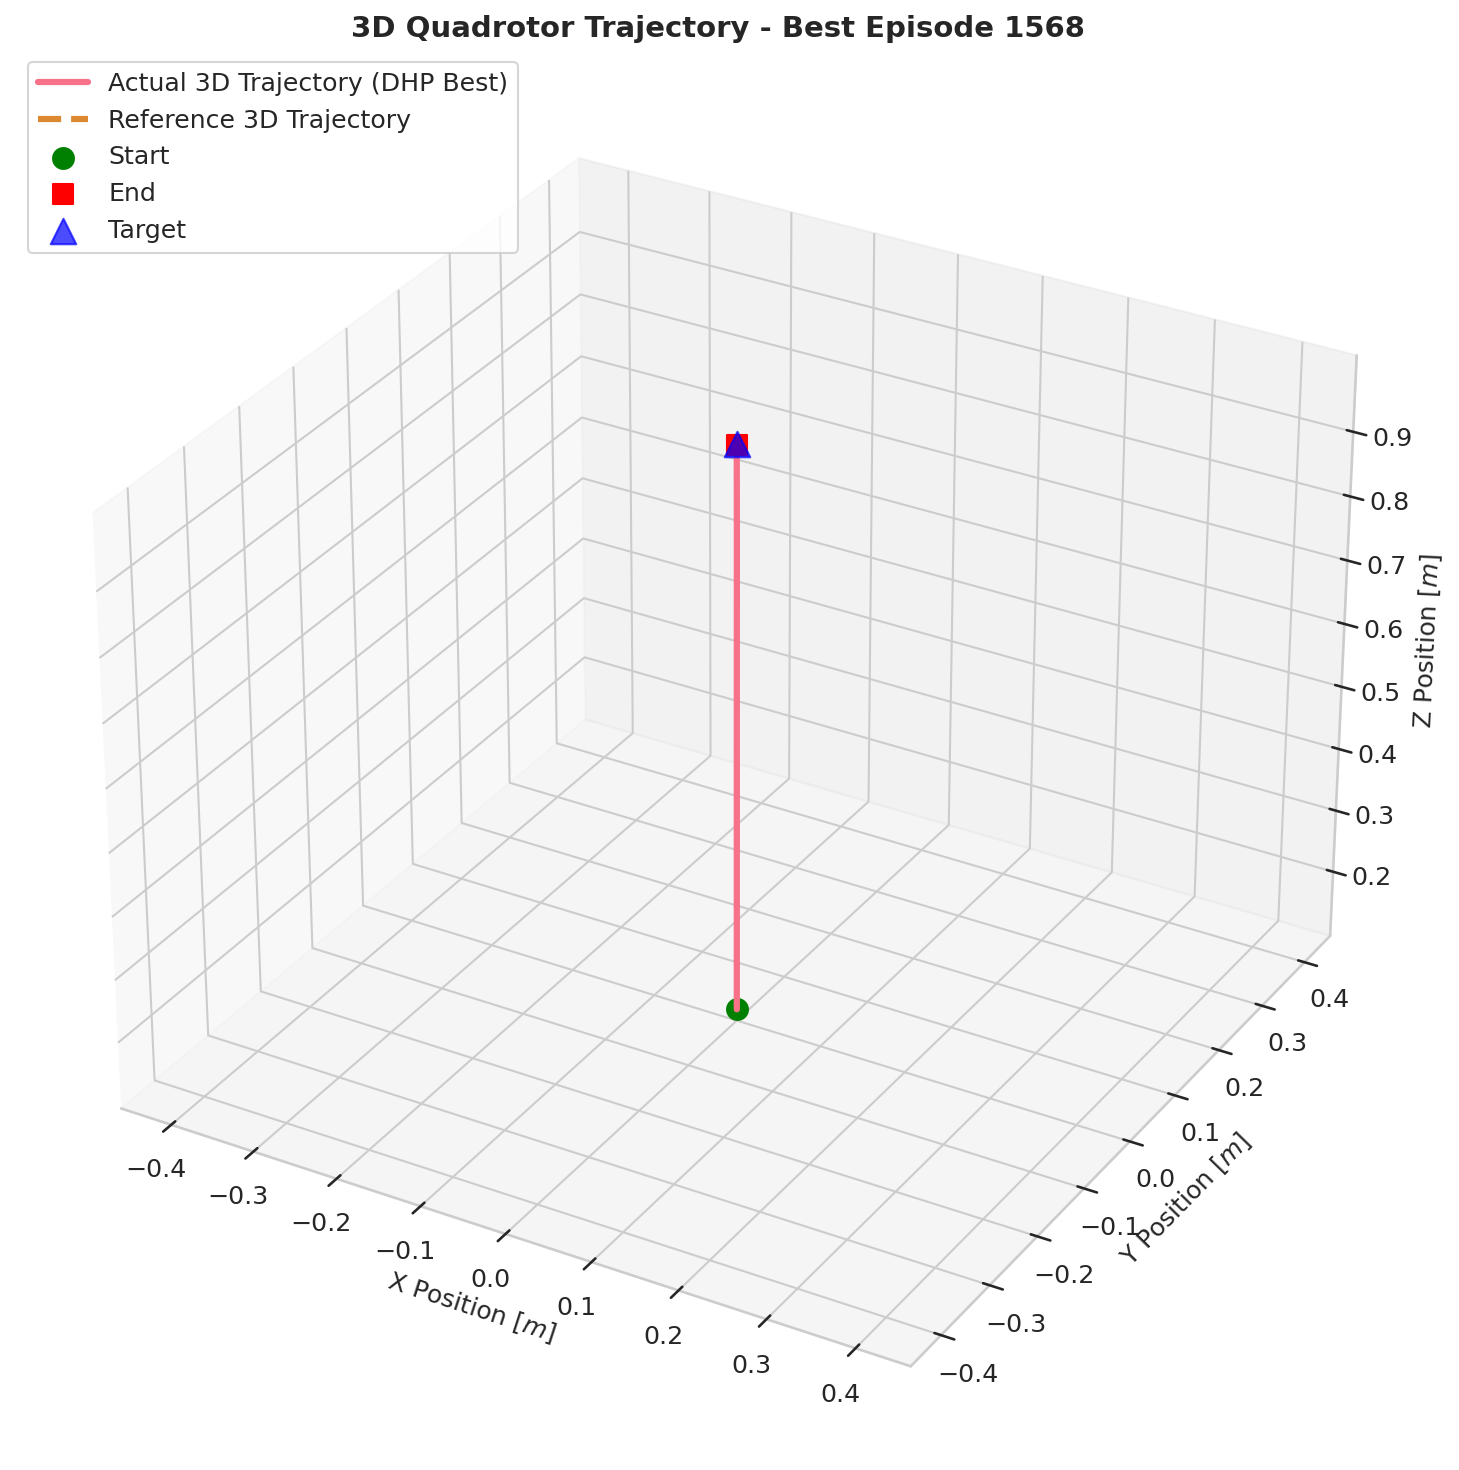 3D Quadrotor Trajectory - Best Episode 1568
Actual 3D Trajectory (DHP Best)
Reference 3D Trajectory
Start
End
Target
0.9
0.8
0.7
0.6
0.5
0.4
0.3
0.2
Z Position [m]
0.4
0.3
0.2
0.1
0.0
−0.1
−0.2
−0.3
−0.4
Y Position [m]
−0.4
−0.3
−0.2
−0.1
0.0
0.1
0.2
0.3
0.4
X Position [m]